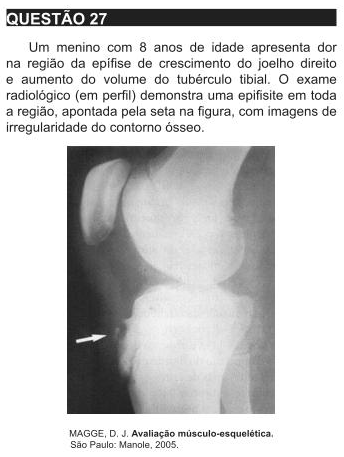 QUESTÃO 27
Um menino com 8 anos de idade apresenta dor
na região da epífise de crescimento do joelho direito
e aumento do volume do tubérculo tibial. O exame
radiológico (em perfil) demonstra uma epifisite em toda
a região, apontada pela seta na figura, com imagens de
irregularidade do contorno ósseo.
MAGGE, D. J. Avaliação músculo-esquelética.
São Paulo: Manole, 2005.